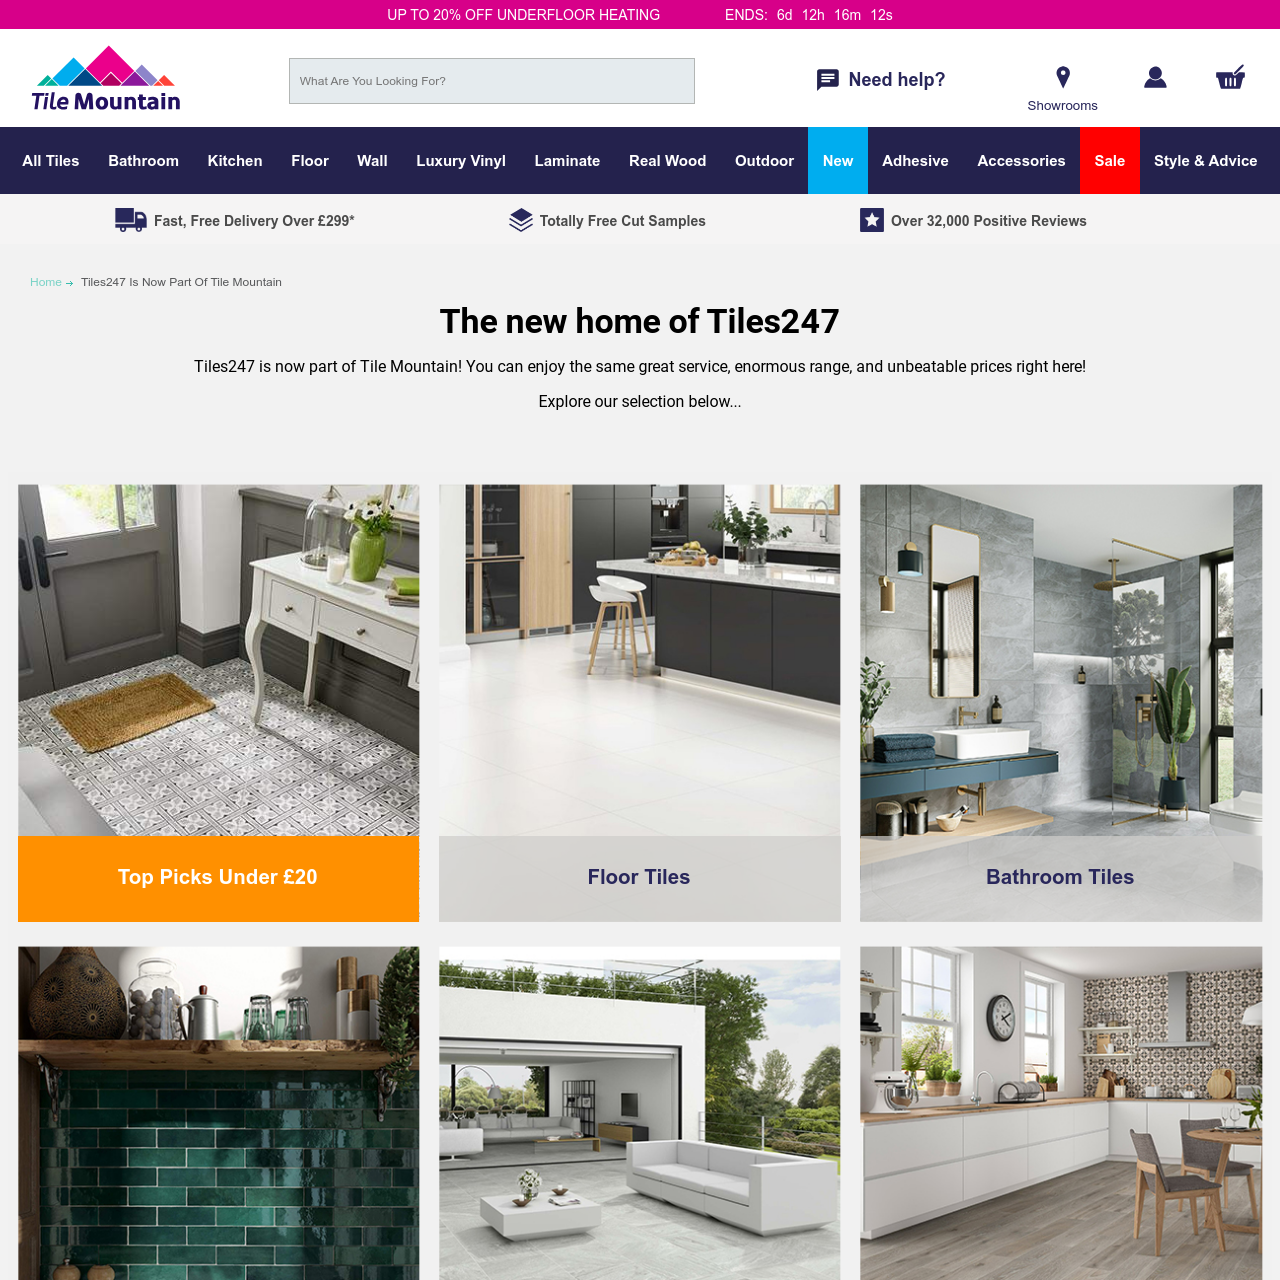 UP TO 20% OFF UNDERFLOOR HEATING
ENDS: 6d 12h 16m 12s
Tile Mountain
What Are You Looking For?
Need help?
Showrooms
All Tiles
Bathroom
Kitchen
Floor
Wall
Luxury Vinyl
Laminate
Real Wood
Outdoor
New
Adhesive
Accessories
Sale
Style & Advice
Fast, Free Delivery Over £299*
Totally Free Cut Samples
Over 32,000 Positive Reviews
Home → Tiles247 Is Now Part Of Tile Mountain
The new home of Tiles247
Tiles247 is now part of Tile Mountain! You can enjoy the same great service, enormous range, and unbeatable prices right here!
Explore our selection below...
Top Picks Under £20
Floor Tiles
Bathroom Tiles